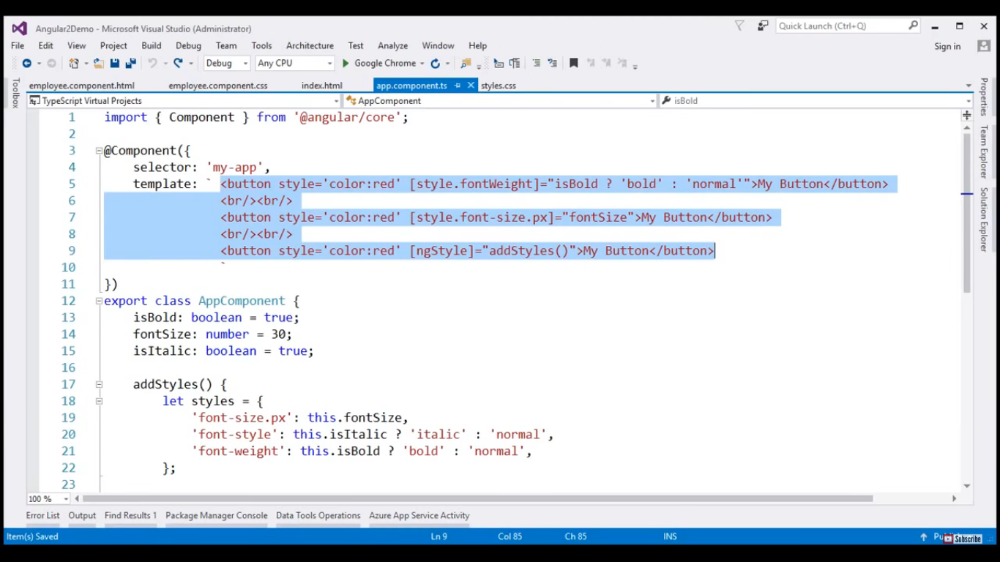 Angular2Demo - Microsoft Visual Studio (Administrator)
Quick Launch (Ctrl+Q)
File Edit View Project Build Debug Team Tools Architecture Test Analyze Window Help
Sign in
Debug Any CPU Google Chrome
employee.component.html employee.component.css index.html app.component.ts styles.css
TypeScript Virtual Projects AppComponent isBold
Toolbox
Properties
Team Explorer
Solution Explorer
1 import { Component } from '@angular/core';
2
3 @Component({
4 selector: 'my-app',
5 template: ` <button style='color:red' [style.fontWeight]="isBold ? 'bold' : 'normal'">My Button</button>
6 <br/><br/>
7 <button style='color:red' [style.font-size.px]="fontSize">My Button</button>
8 <br/><br/>
9 <button style='color:red' [ngStyle]="addStyles()">My Button</button>
10 `
11 })
12 export class AppComponent {
13 isBold: boolean = true;
14 fontSize: number = 30;
15 isItalic: boolean = true;
16
17 addStyles() {
18 let styles = {
19 'font-size.px': this.fontSize,
20 'font-style': this.isItalic ? 'italic' : 'normal',
21 'font-weight': this.isBold ? 'bold' : 'normal',
22 };
23
100 %
Error List Output Find Results 1 Package Manager Console Data Tools Operations Azure App Service Activity
Item(s) Saved Ln 9 Col 85 Ch 85 INS
Subscribe